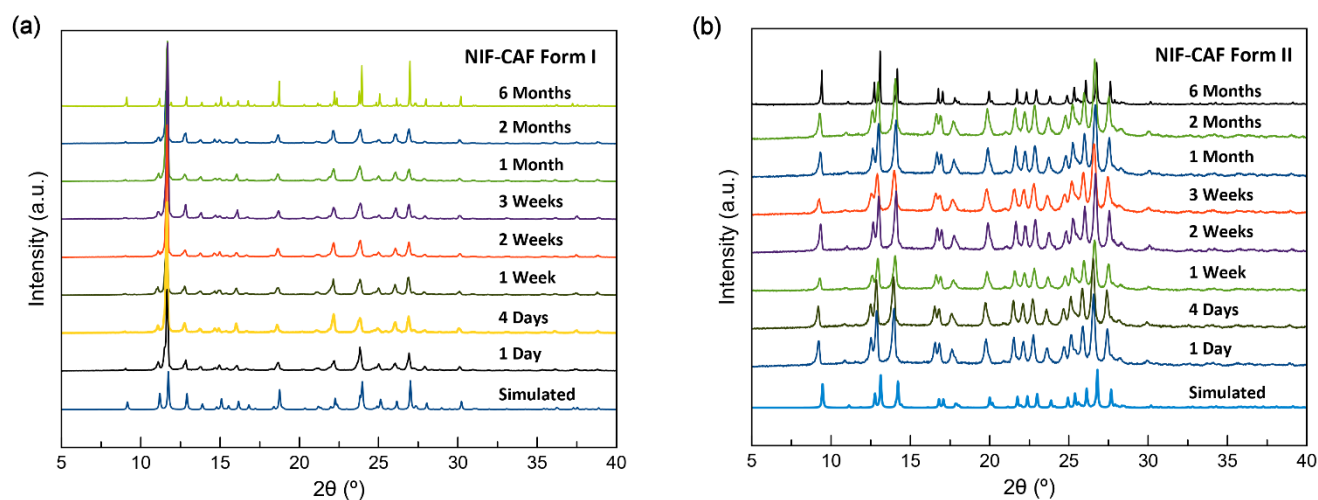 (a)
NIF-CAF Form I
6 Months
2 Months
1 Month
3 Weeks
2 Weeks
1 Week
4 Days
1 Day
Simulated
Intensity (a.u.)
5 10 15 20 25 30 35 40
2θ (º)
(b)
NIF-CAF Form II
6 Months
2 Months
1 Month
3 Weeks
2 Weeks
1 Week
4 Days
1 Day
Simulated
Intensity (a.u.)
5 10 15 20 25 30 35 40
2θ (º)